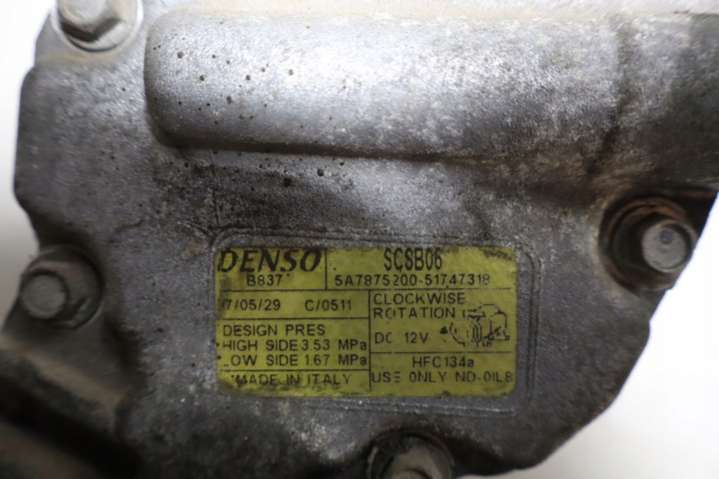 DENSO
SCSB06
B837
5A7875200-51747318
7/05/29 C/0511
CLOCKWISE
ROTATION
DESIGN PRES
HIGH SIDE 3.53 MPa
LOW SIDE 1.67 MPa
DC 12V
HFC134a
MADE IN ITALY
USE ONLY ND-OIL8